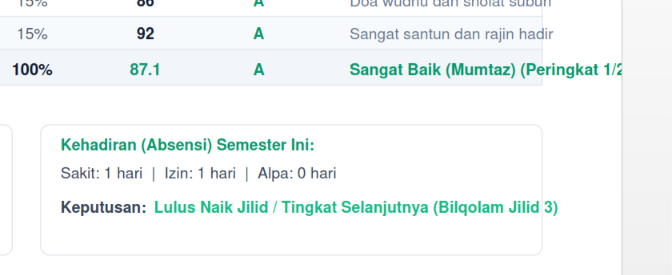 15% 86 A Doa wudhu dan sholat subuh
15% 92 A Sangat santun dan rajin hadir
100% 87.1 A Sangat Baik (Mumtaz) (Peringkat 1/2
Kehadiran (Absensi) Semester Ini:
Sakit: 1 hari | Izin: 1 hari | Alpa: 0 hari
Keputusan: Lulus Naik Jilid / Tingkat Selanjutnya (Bilqolam Jilid 3)